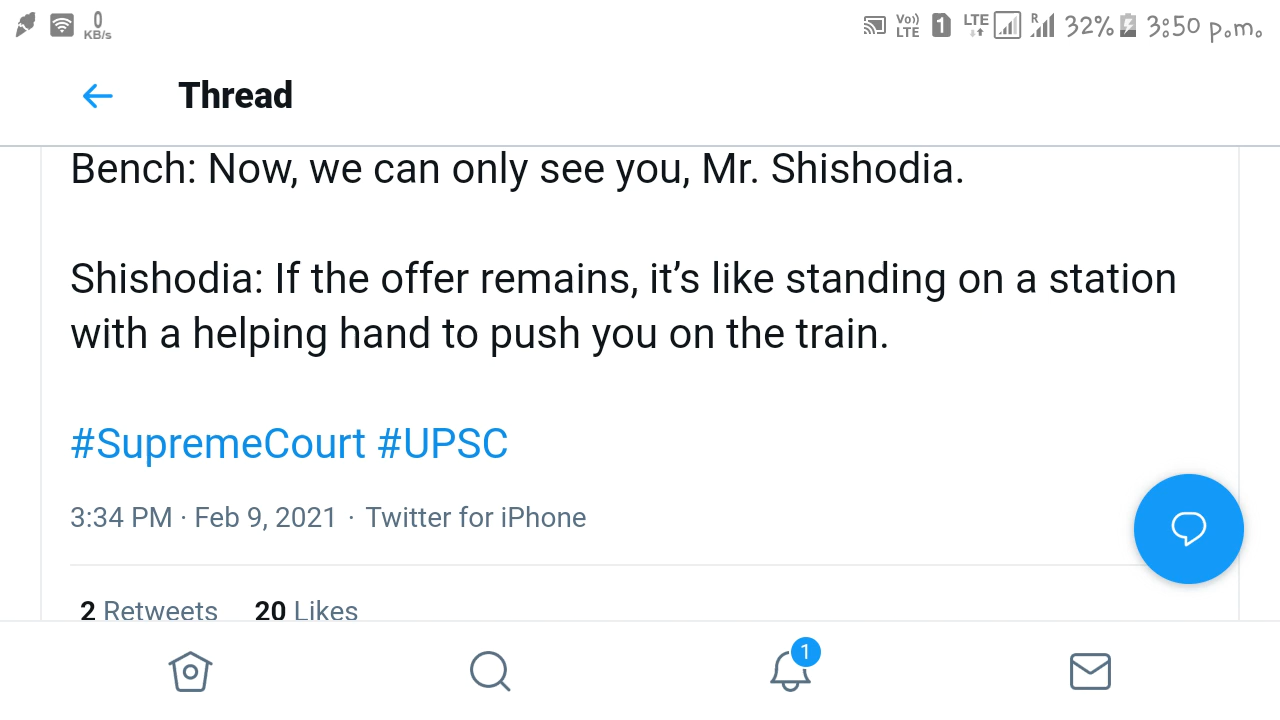 0
KB/s
Vo))
LTE
1
LTE
R
32%
3:50 p.m.
Thread
Bench: Now, we can only see you, Mr. Shishodia.
Shishodia: If the offer remains, it’s like standing on a station
with a helping hand to push you on the train.
#SupremeCourt #UPSC
3:34 PM · Feb 9, 2021 · Twitter for iPhone
2 Retweets 20 Likes
1